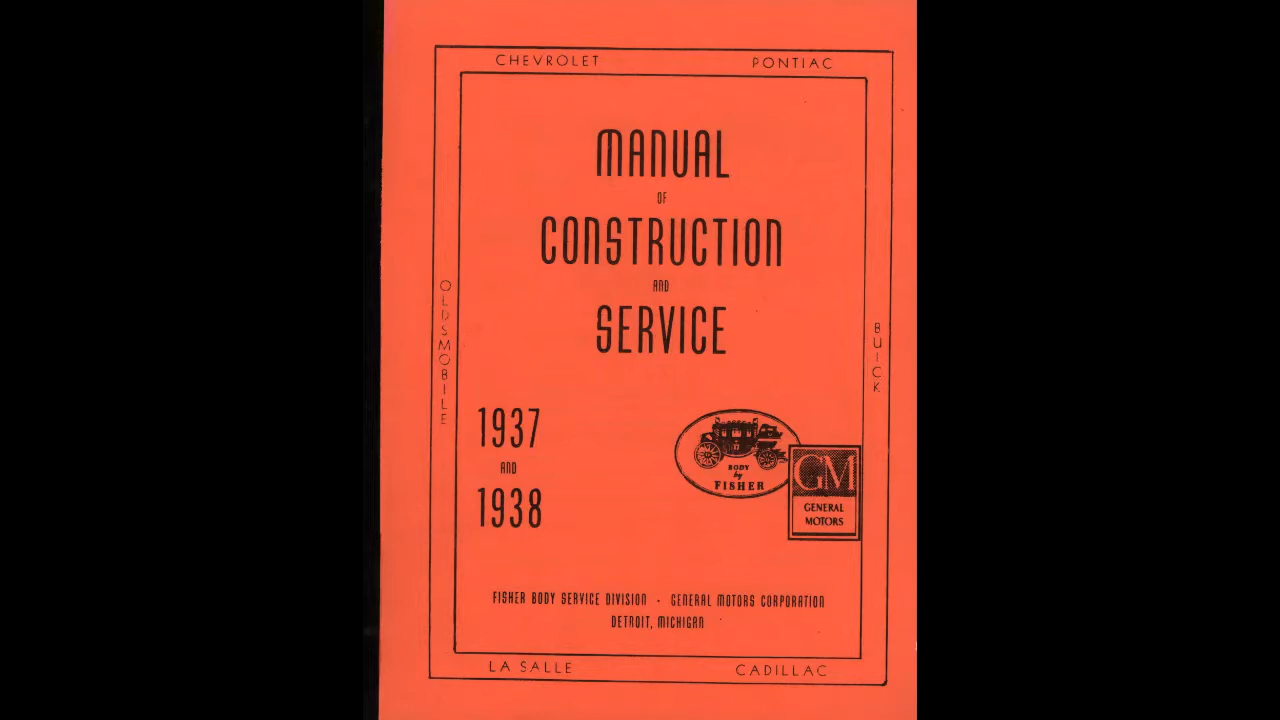 CHEVROLET PONTIAC
MANUAL
OF
CONSTRUCTION
AND
SERVICE
OLDSMOBILE
BUICK
1937
AND
1938
BODY
by
FISHER
GM
GENERAL
MOTORS
FISHER BODY SERVICE DIVISION - GENERAL MOTORS CORPORATION
DETROIT, MICHIGAN
LA SALLE CADILLAC